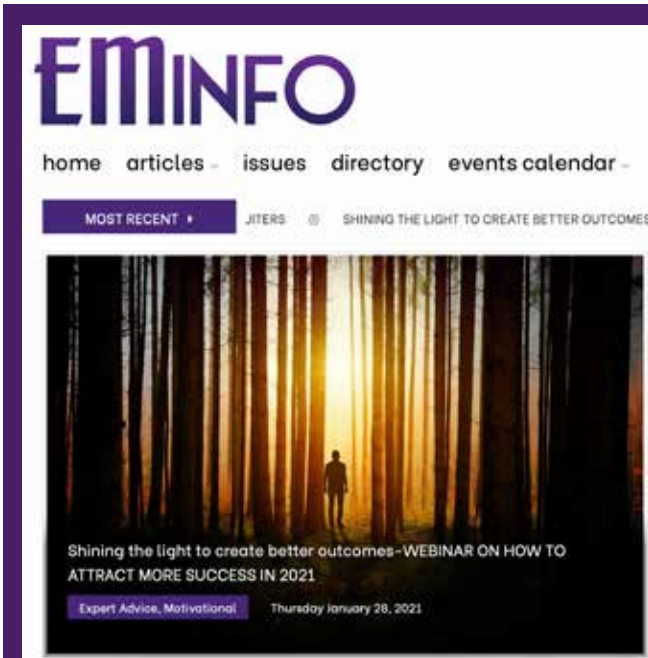 EMINFO
home articles issues directory events calendar
MOST RECENT JITERS SHINING THE LIGHT TO CREATE BETTER OUTCOMES
Shining the light to create better outcomes-WEBINAR ON HOW TO
ATTRACT MORE SUCCESS IN 2021
Expert Advice, Motivational Thursday January 28, 2021